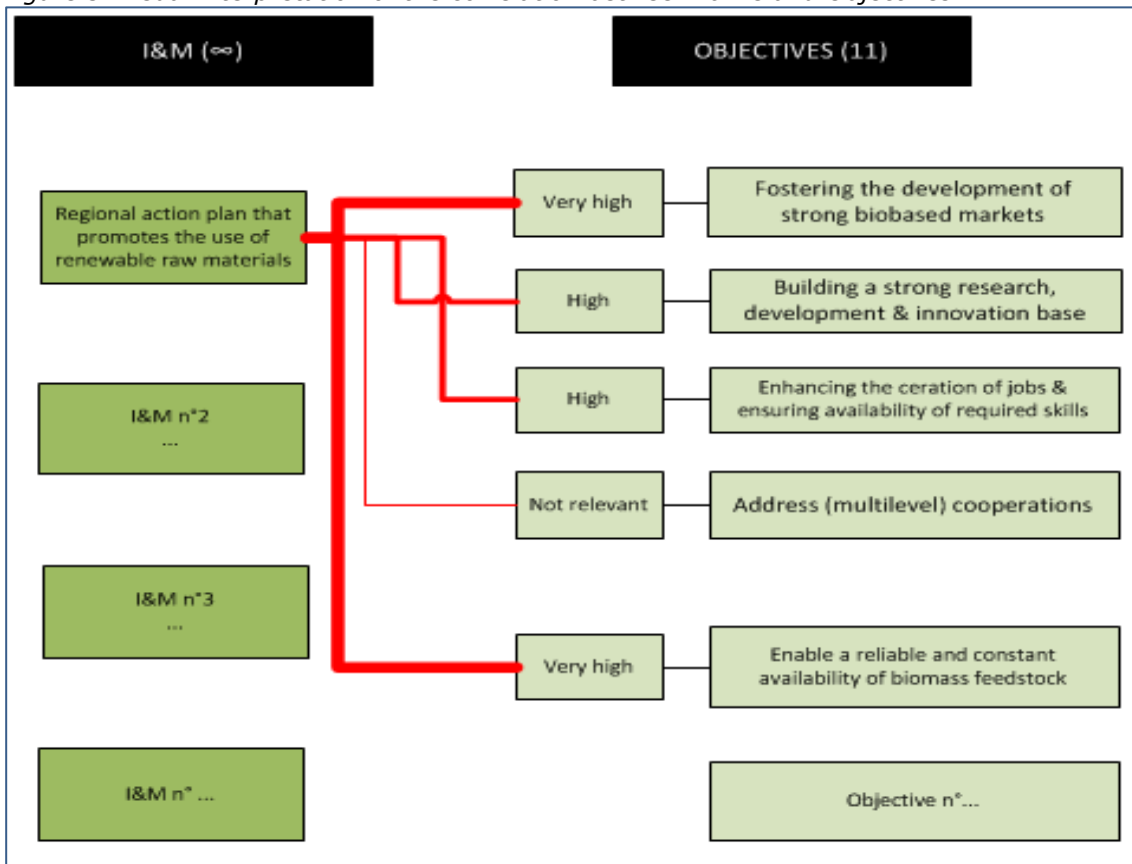 I&M (∞)
OBJECTIVES (11)
Regional action plan that
promotes the use of
renewable raw materials
Very high
Fostering the development of
strong biobased markets
High
Building a strong research,
development & innovation base
High
Enhancing the ceration of jobs &
ensuring availability of required skills
I&M n°2
...
Not relevant
Address (multilevel) cooperations
I&M n°3
...
Very high
Enable a reliable and constant
availability of biomass feedstock
I&M n° ...
Objective n°...